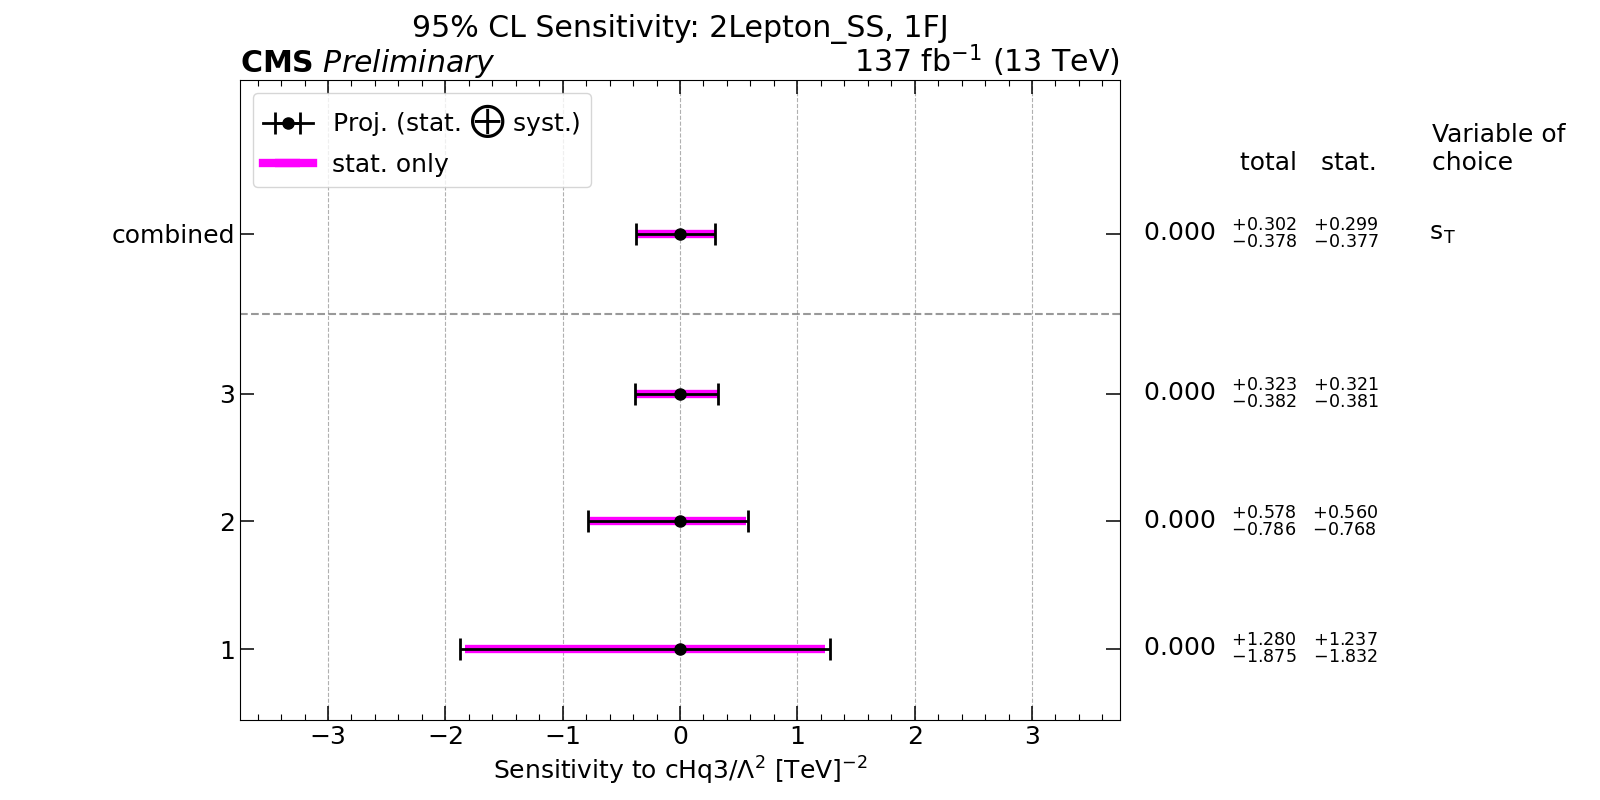 95% CL Sensitivity: 2Lepton_SS, 1FJ
CMS Preliminary 137 fb⁻¹ (13 TeV)
Proj. (stat. ⊕ syst.)
stat. only
total stat. Variable of
choice
combined 0.000 +0.302 +0.299 s_T
−0.378 −0.377
3 0.000 +0.323 +0.321
−0.382 −0.381
2 0.000 +0.578 +0.560
−0.786 −0.768
1 0.000 +1.280 +1.237
−1.875 −1.832
−3 −2 −1 0 1 2 3
Sensitivity to cHq3/Λ² [TeV]⁻²